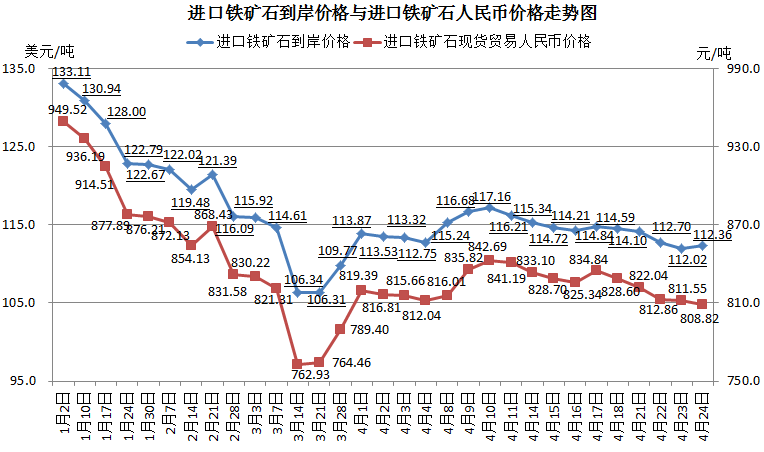 进口铁矿石到岸价格与进口铁矿石人民币价格走势图
美元/吨
进口铁矿石到岸价格 进口铁矿石现货贸易人民币价格
元/吨
135.0
125.0
115.0
105.0
95.0
990.0
930.0
870.0
810.0
750.0
133.11
130.94
128.00
122.79
122.67
122.02
119.48
121.39
116.09
115.92
114.61
106.34
106.31
109.77
113.87
113.53
113.32
112.75
115.24
116.68
117.16
116.21
115.34
114.72
114.21
114.84
114.59
114.10
112.70
112.02
112.36
949.52
936.19
914.51
877.89
876.21
872.13
854.13
868.43
831.58
830.22
821.31
762.93
764.46
789.40
819.39
816.81
815.66
812.04
816.01
835.82
842.69
841.19
833.10
828.70
825.34
834.84
828.60
822.04
812.86
811.55
808.82
1月2日
1月10日
1月17日
1月24日
1月30日
2月7日
2月14日
2月21日
2月28日
3月3日
3月7日
3月14日
3月21日
3月28日
4月1日
4月2日
4月3日
4月4日
4月8日
4月9日
4月10日
4月11日
4月14日
4月15日
4月16日
4月17日
4月18日
4月21日
4月22日
4月23日
4月24日